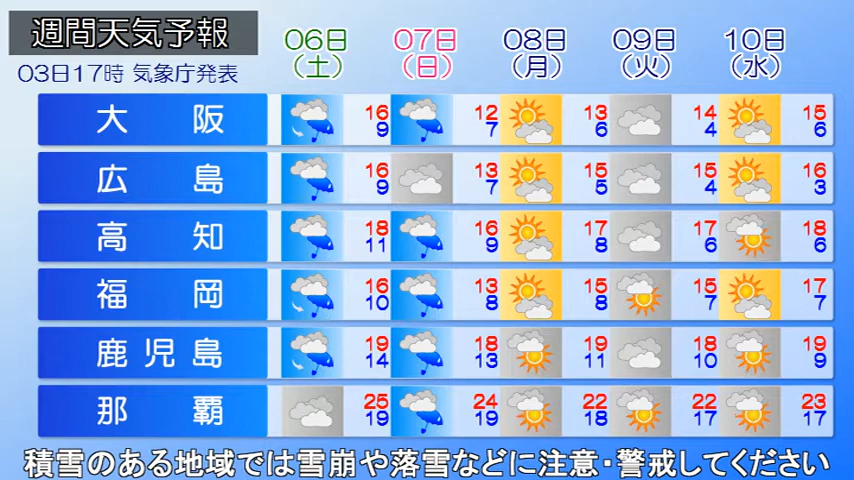 週間天気予報
03日17時 気象庁発表
06日 07日 08日 09日 10日
(土) (日) (月) (火) (水)
大阪 16 9 12 7 13 6 14 4 15 6
広島 16 9 13 7 15 5 15 4 16 3
高知 18 11 16 9 17 8 17 6 18 6
福岡 16 10 13 8 15 8 15 7 17 7
鹿児島 19 14 18 13 19 11 18 10 19 9
那覇 25 19 24 19 22 18 22 17 23 17
積雪のある地域では雪崩や落雪などに注意・警戒してください